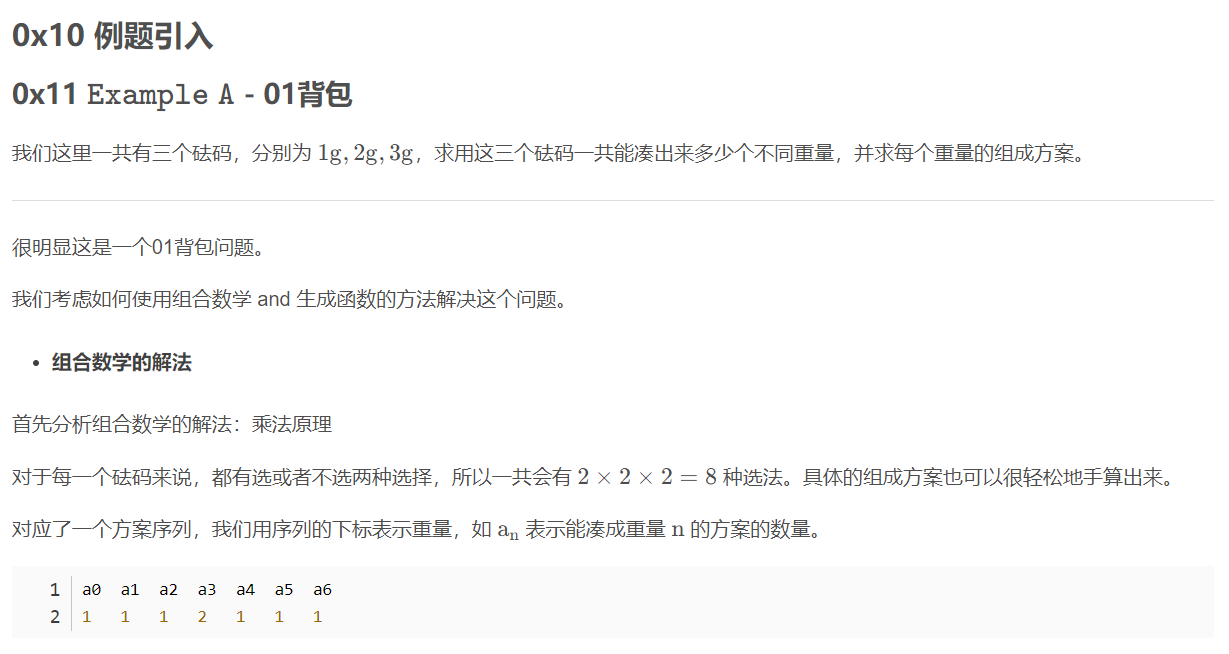 0x10 例题引入
0x11 Example A - 01背包
我们这里一共有三个砝码，分别为 1g, 2g, 3g，求用这三个砝码一共能凑出来多少个不同重量，并求每个重量的组成方案。
很明显这是一个01背包问题。
我们考虑如何使用组合数学 and 生成函数的方法解决这个问题。
• 组合数学的解法
首先分析组合数学的解法：乘法原理
对于每一个砝码来说，都有选或者不选两种选择，所以一共会有 2 × 2 × 2 = 8 种选法。具体的组成方案也可以很轻松地手算出来。
对应了一个方案序列，我们用序列的下标表示重量，如 aₙ 表示能凑成重量 n 的方案的数量。
1 a0 a1 a2 a3 a4 a5 a6
2 1 1 1 2 1 1 1